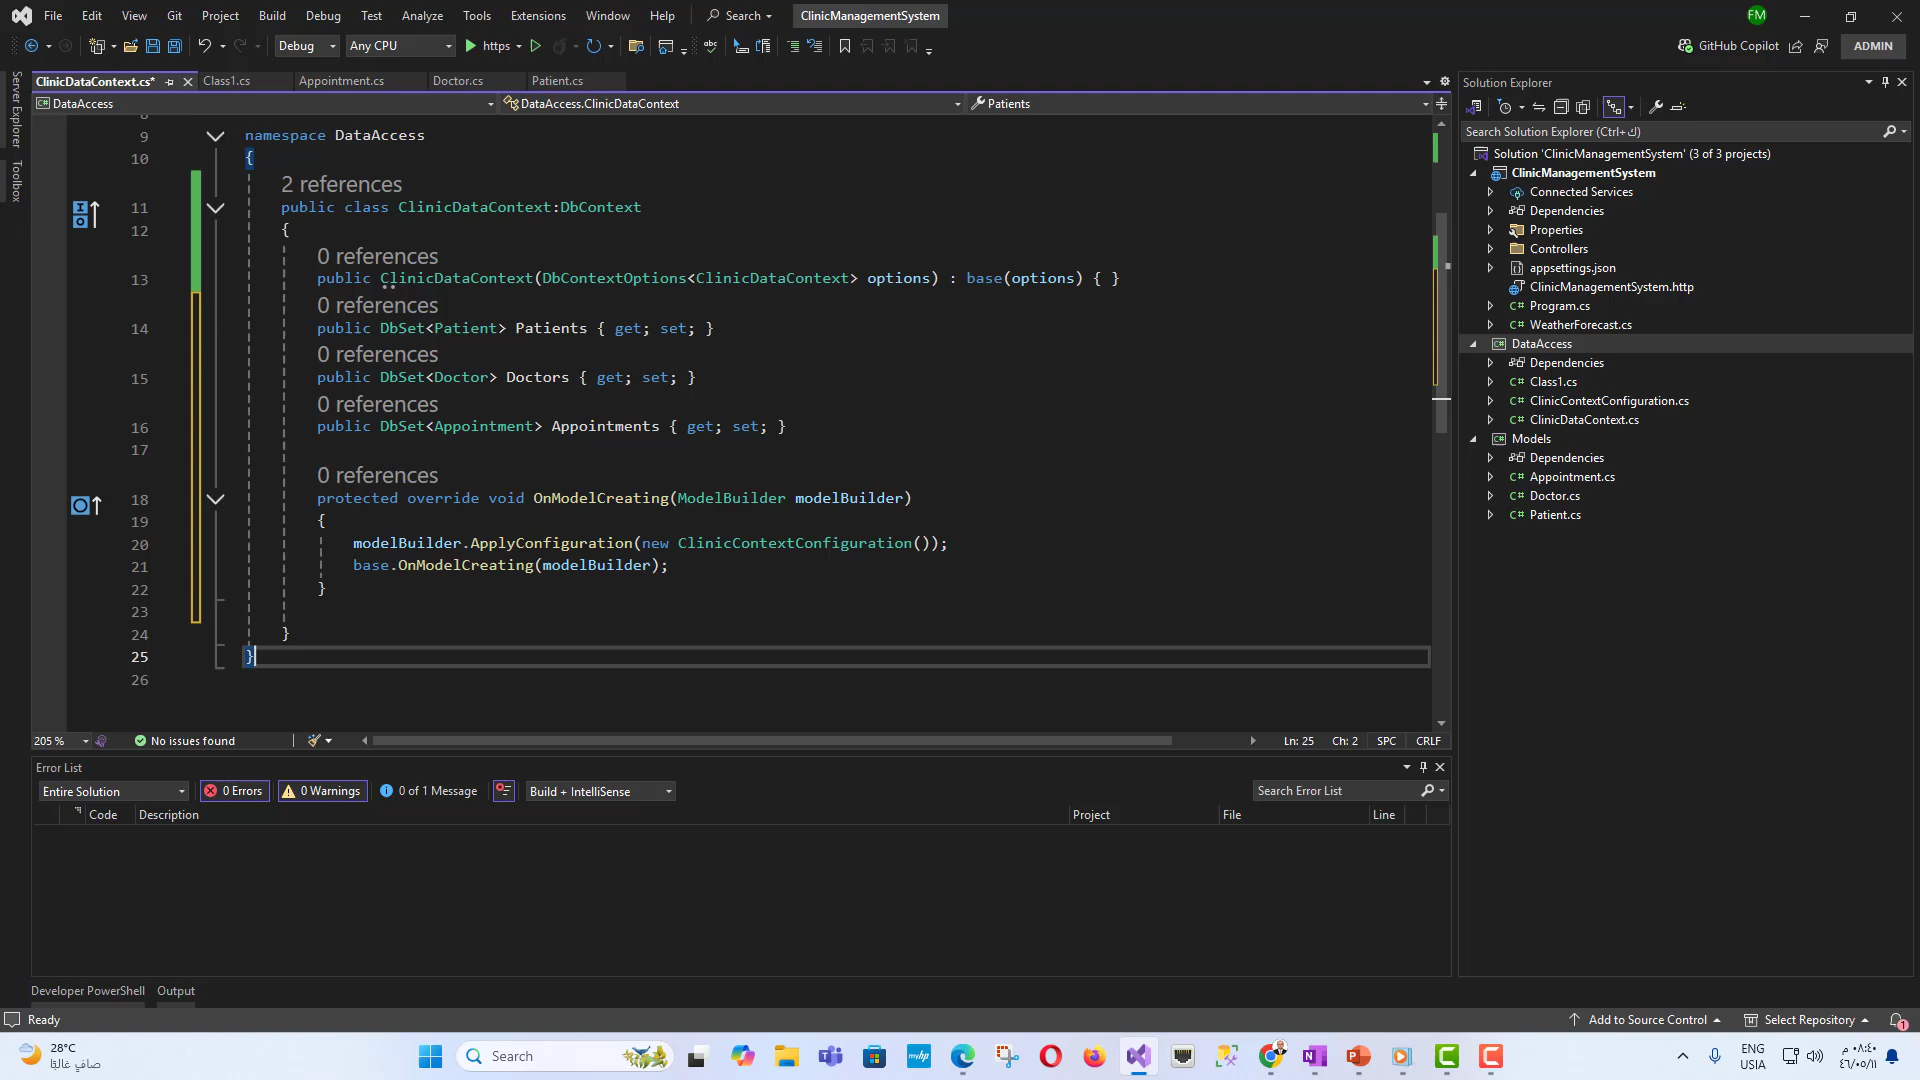 File Edit View Git Project Build Debug Test Analyze Tools Extensions Window Help Search ClinicManagementSystem FM
Debug Any CPU https GitHub Copilot ADMIN
Server Explorer
Toolbox
ClinicDataContext.cs* Class1.cs Appointment.cs Doctor.cs Patient.cs
DataAccess DataAccess.ClinicDataContext Patients
9 namespace DataAccess
10 {
2 references
11 public class ClinicDataContext:DbContext
12 {
0 references
13 public ClinicDataContext(DbContextOptions<ClinicDataContext> options) : base(options) { }
0 references
14 public DbSet<Patient> Patients { get; set; }
0 references
15 public DbSet<Doctor> Doctors { get; set; }
0 references
16 public DbSet<Appointment> Appointments { get; set; }
17
0 references
18 protected override void OnModelCreating(ModelBuilder modelBuilder)
19 {
20 modelBuilder.ApplyConfiguration(new ClinicContextConfiguration());
21 base.OnModelCreating(modelBuilder);
22 }
23
24 }
25 }
26
205 % No issues found Ln: 25 Ch: 2 SPC CRLF
Error List
Entire Solution 0 Errors 0 Warnings 0 of 1 Message Build + IntelliSense Search Error List
Code Description Project File Line
Developer PowerShell Output
Solution Explorer
Search Solution Explorer (Ctrl+ك)
Solution 'ClinicManagementSystem' (3 of 3 projects)
ClinicManagementSystem
Connected Services
Dependencies
Properties
Controllers
appsettings.json
ClinicManagementSystem.http
C# Program.cs
C# WeatherForecast.cs
DataAccess
Dependencies
C# Class1.cs
C# ClinicContextConfiguration.cs
C# ClinicDataContext.cs
Models
Dependencies
C# Appointment.cs
C# Doctor.cs
C# Patient.cs
Ready Add to Source Control Select Repository 1
28°C
صافٍ غالبًا
Search
ENG
USIA
٠٨:٤٠ م
٤٦/٠٥/١١